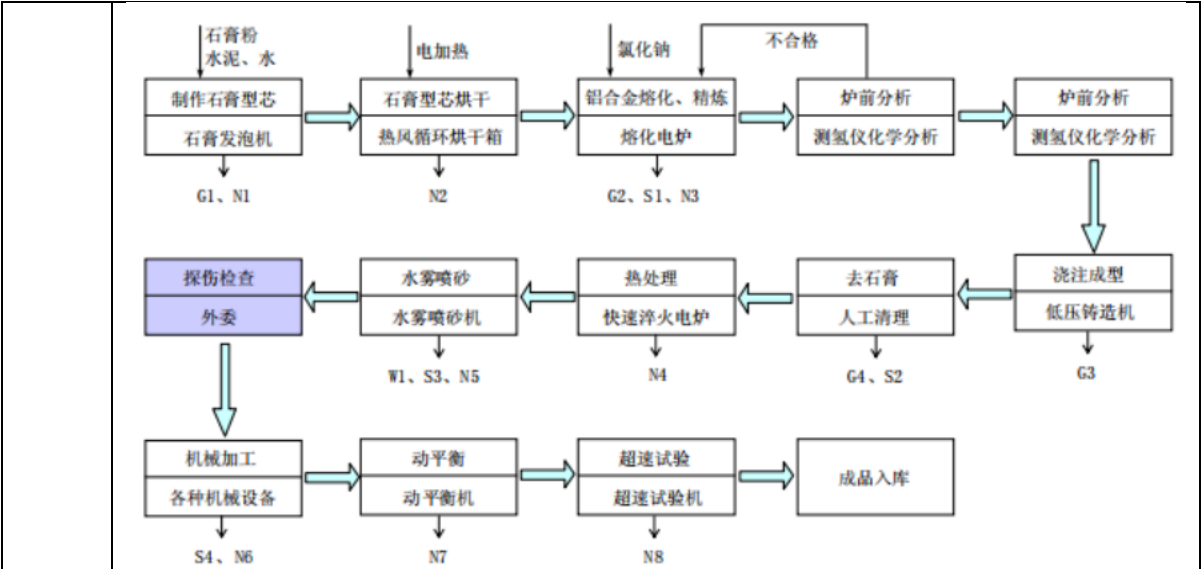 石膏粉
水泥、水
电加热
氯化钠
不合格
制作石膏型芯
石膏发泡机
石膏型芯烘干
热风循环烘干箱
铝合金熔化、精炼
熔化电炉
炉前分析
测氢仪化学分析
炉前分析
测氢仪化学分析
G1、N1
N2
G2、S1、N3
探伤检查
外委
水雾喷砂
水雾喷砂机
热处理
快速淬火电炉
去石膏
人工清理
浇注成型
低压铸造机
W1、S3、N5
N4
G4、S2
G3
机械加工
各种机械设备
动平衡
动平衡机
超速试验
超速试验机
成品入库
S4、N6
N7
N8